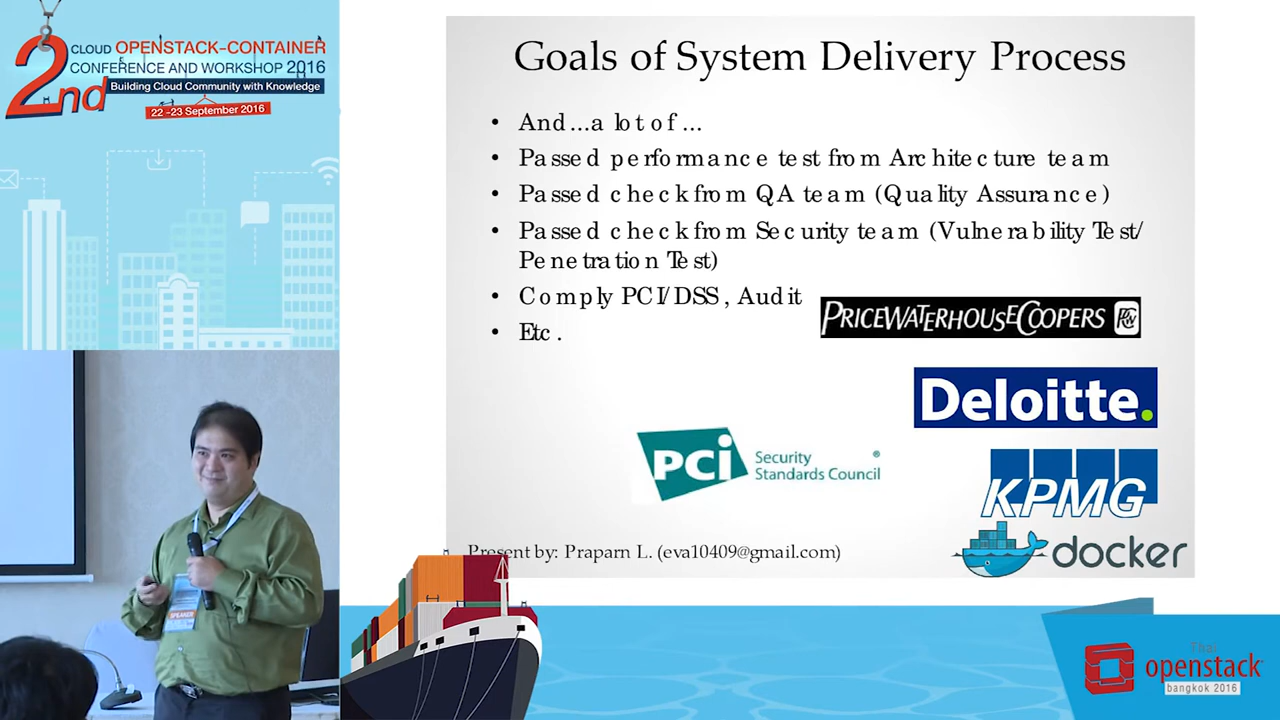 2nd
CLOUD OPENSTACK-CONTAINER
CONFERENCE AND WORKSHOP 2016
Building Cloud Community with Knowledge
22 -23 September 2016
Goals of System Delivery Process
• And...a lot of ...
• Passed performance test from Architecture team
• Passed check from QA team (Quality Assurance)
• Passed check from Security team (Vulnerability Test/
Penetration Test)
• Comply PCI/DSS, Audit
• Etc.
PRICEWATERHOUSECOOPERS PwC
Deloitte.
PCi Security
Standards Council ®
KPMG
docker
Present by: Praparn L. (eva10409@gmail.com)
SPEAKER
Thai
openstack
bangkok 2016